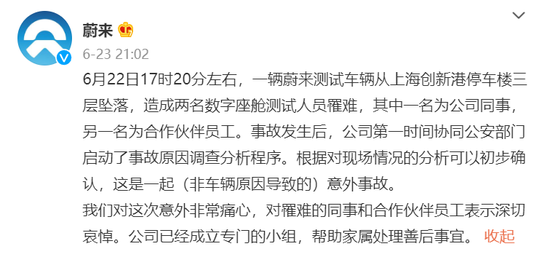 蔚来
6-23 21:02
6月22日17时20分左右，一辆蔚来测试车辆从上海创新港停车楼三
层坠落，造成两名数字座舱测试人员罹难，其中一名为公司同事，
另一名为合作伙伴员工。事故发生后，公司第一时间协同公安部门
启动了事故原因调查分析程序。根据对现场情况的分析可以初步确
认，这是一起（非车辆原因导致的）意外事故。
我们对这次意外非常痛心，对罹难的同事和合作伙伴员工表示深切
哀悼。公司已经成立专门的小组，帮助家属处理善后事宜。 收起